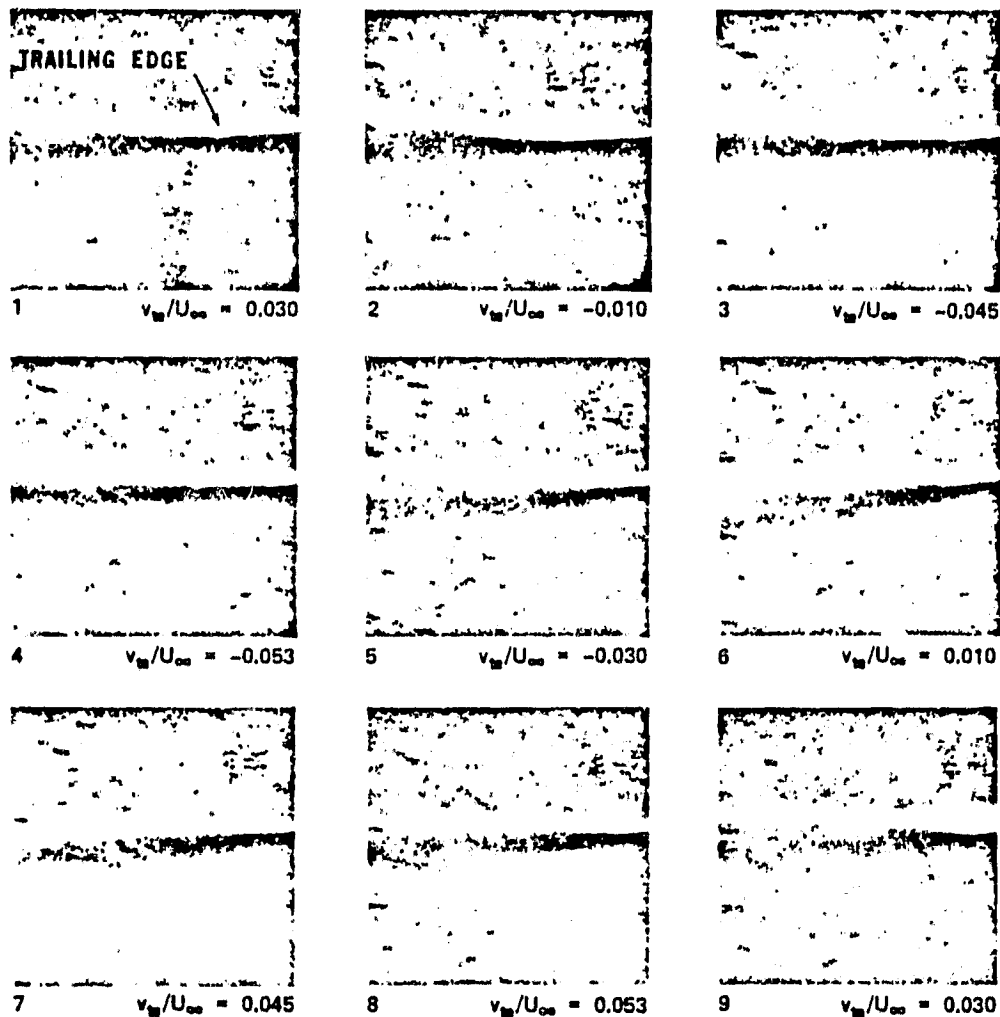 TRAILING EDGE
1 v_te/U_∞ = 0.030
2 v_te/U_∞ = -0.010
3 v_te/U_∞ = -0.045
4 v_te/U_∞ = -0.053
5 v_te/U_∞ = -0.030
6 v_te/U_∞ = 0.010
7 v_te/U_∞ = 0.045
8 v_te/U_∞ = 0.053
9 v_te/U_∞ = 0.030